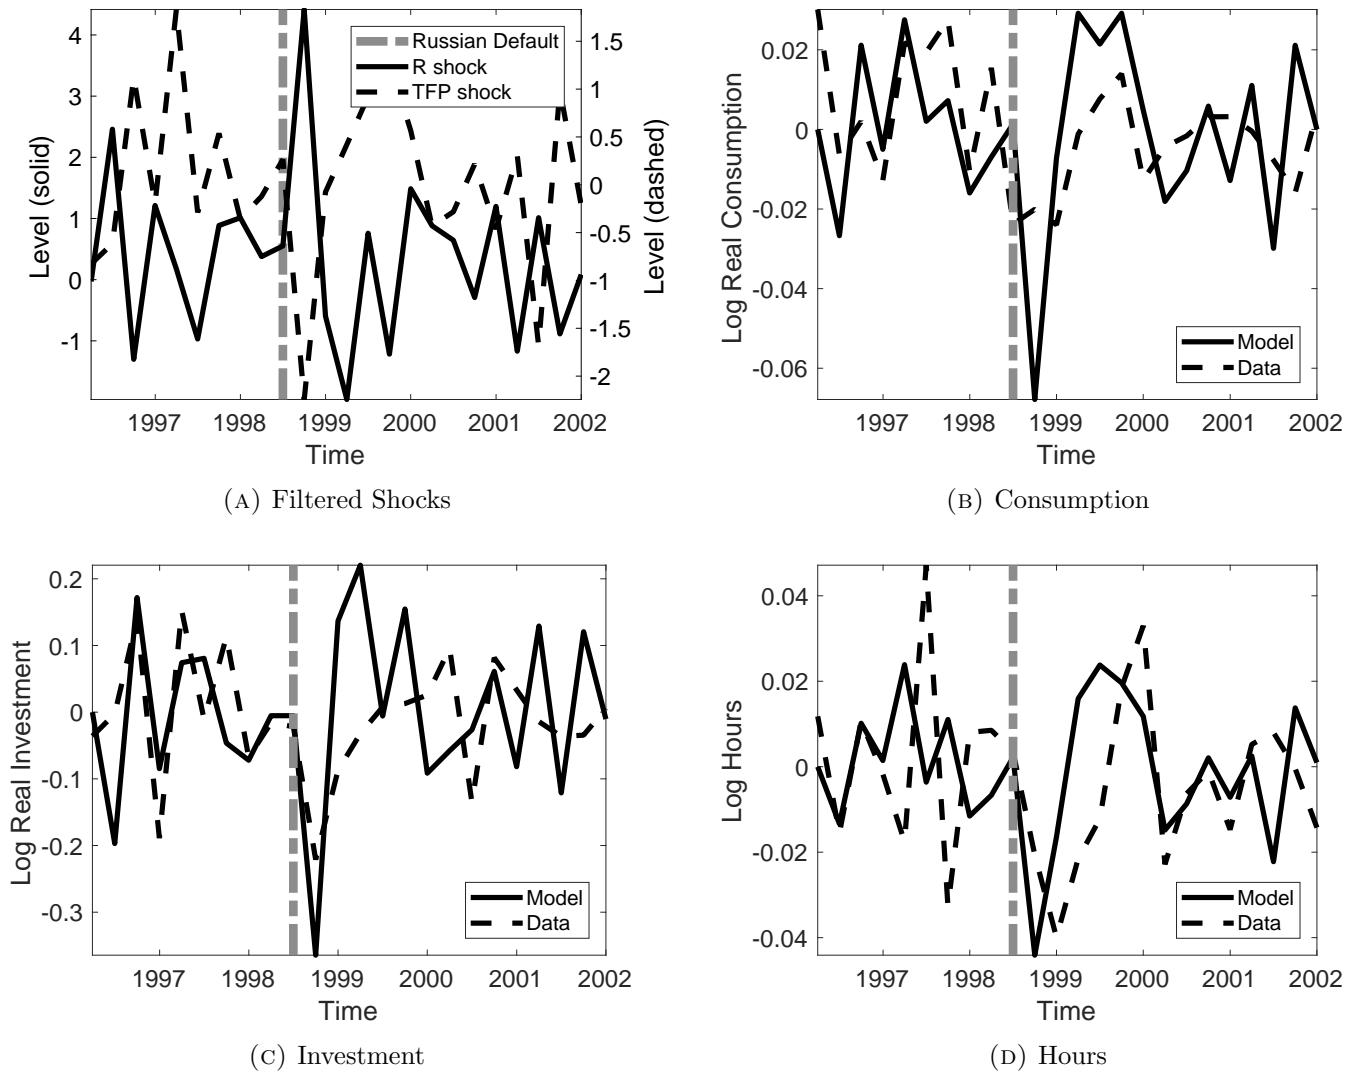 4
3
2
1
0
-1
Level (solid)
1.5
1
0.5
0
-0.5
-1
-1.5
-2
Level (dashed)
Russian Default
R shock
TFP shock
1997 1998 1999 2000 2001 2002
Time
(A) Filtered Shocks
0.02
0
-0.02
-0.04
-0.06
Log Real Consumption
Model
Data
1997 1998 1999 2000 2001 2002
Time
(B) Consumption
0.2
0.1
0
-0.1
-0.2
-0.3
Log Real Investment
Model
Data
1997 1998 1999 2000 2001 2002
Time
(C) Investment
0.04
0.02
0
-0.02
-0.04
Log Hours
Model
Data
1997 1998 1999 2000 2001 2002
Time
(D) Hours